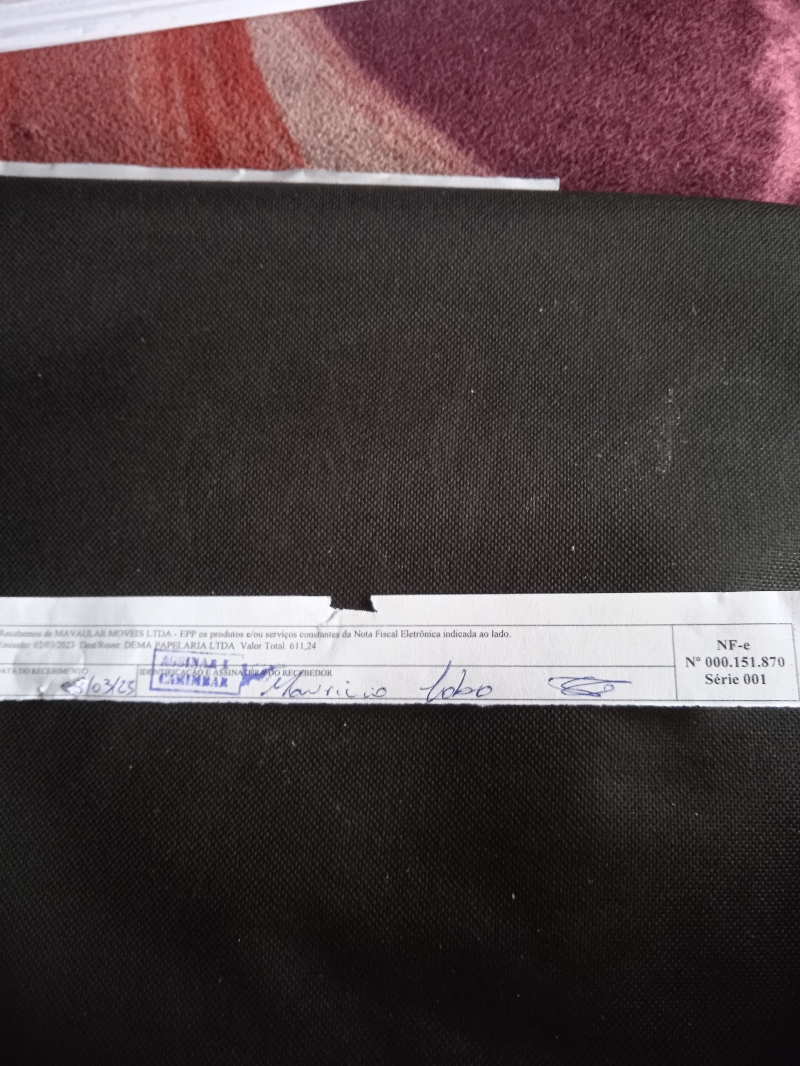 Recebemos de MAVAULAR MOVEIS LTDA - EPP os produtos e/ou serviços constantes da Nota Fiscal Eletrônica indicada ao lado.
Emissão: 02/03/2023 Dest/Reme: DEMA PAPELARIA LTDA Valor Total: 611,24
DATA DO RECEBIMENTO
/03/23
IDENTIFICAÇÃO E ASSINATURA DO RECEBEDOR
ASSINAR E
CARIMBAR
Mauricio Lobo
NF-e
Nº 000.151.870
Série 001